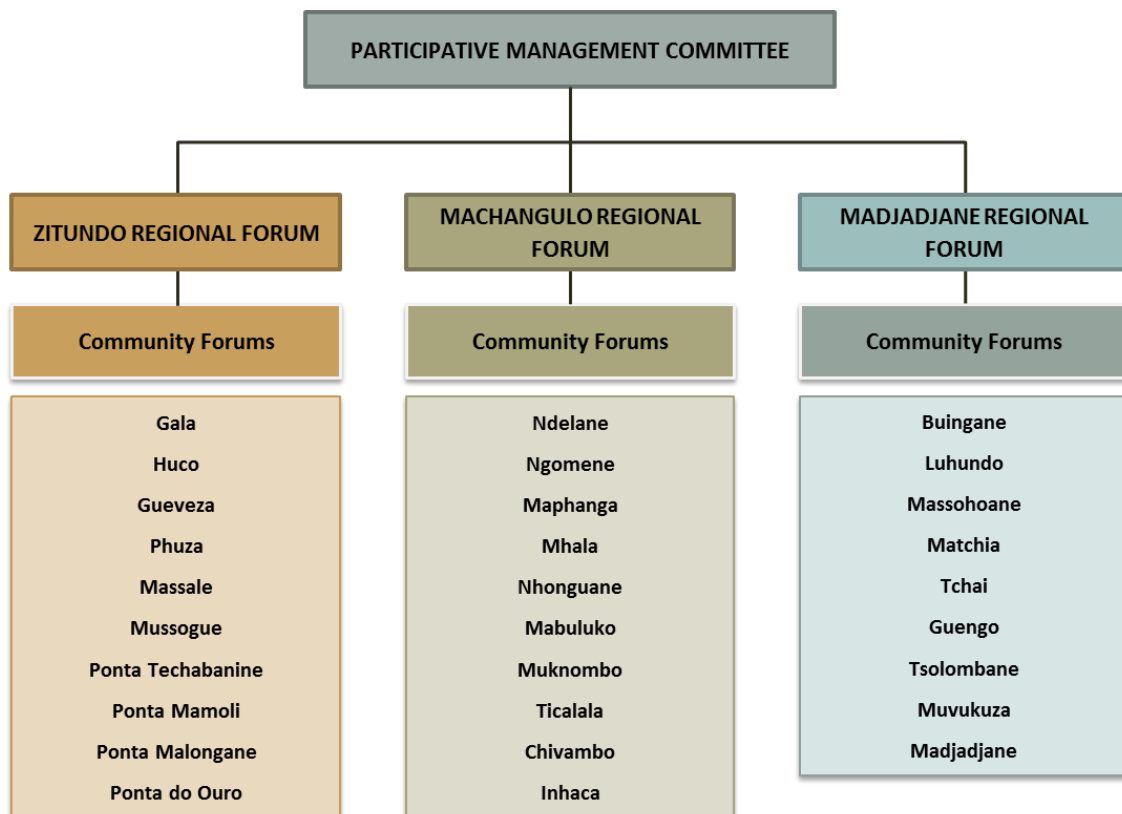 PARTICIPATIVE MANAGEMENT COMMITTEE
ZITUNDO REGIONAL FORUM
Community Forums
Gala
Huco
Gueveza
Phuza
Massale
Mussogue
Ponta Techabanine
Ponta Mamoli
Ponta Malongane
Ponta do Ouro
MACHANGULO REGIONAL
FORUM
Community Forums
Ndelane
Ngomene
Maphanga
Mhala
Nhonguane
Mabuluko
Muknombo
Ticalala
Chivambo
Inhaca
MADJADJANE REGIONAL
FORUM
Community Forums
Buingane
Luhundo
Massohoane
Matchia
Tchai
Guengo
Tsolombane
Muvukuza
Madjadjane